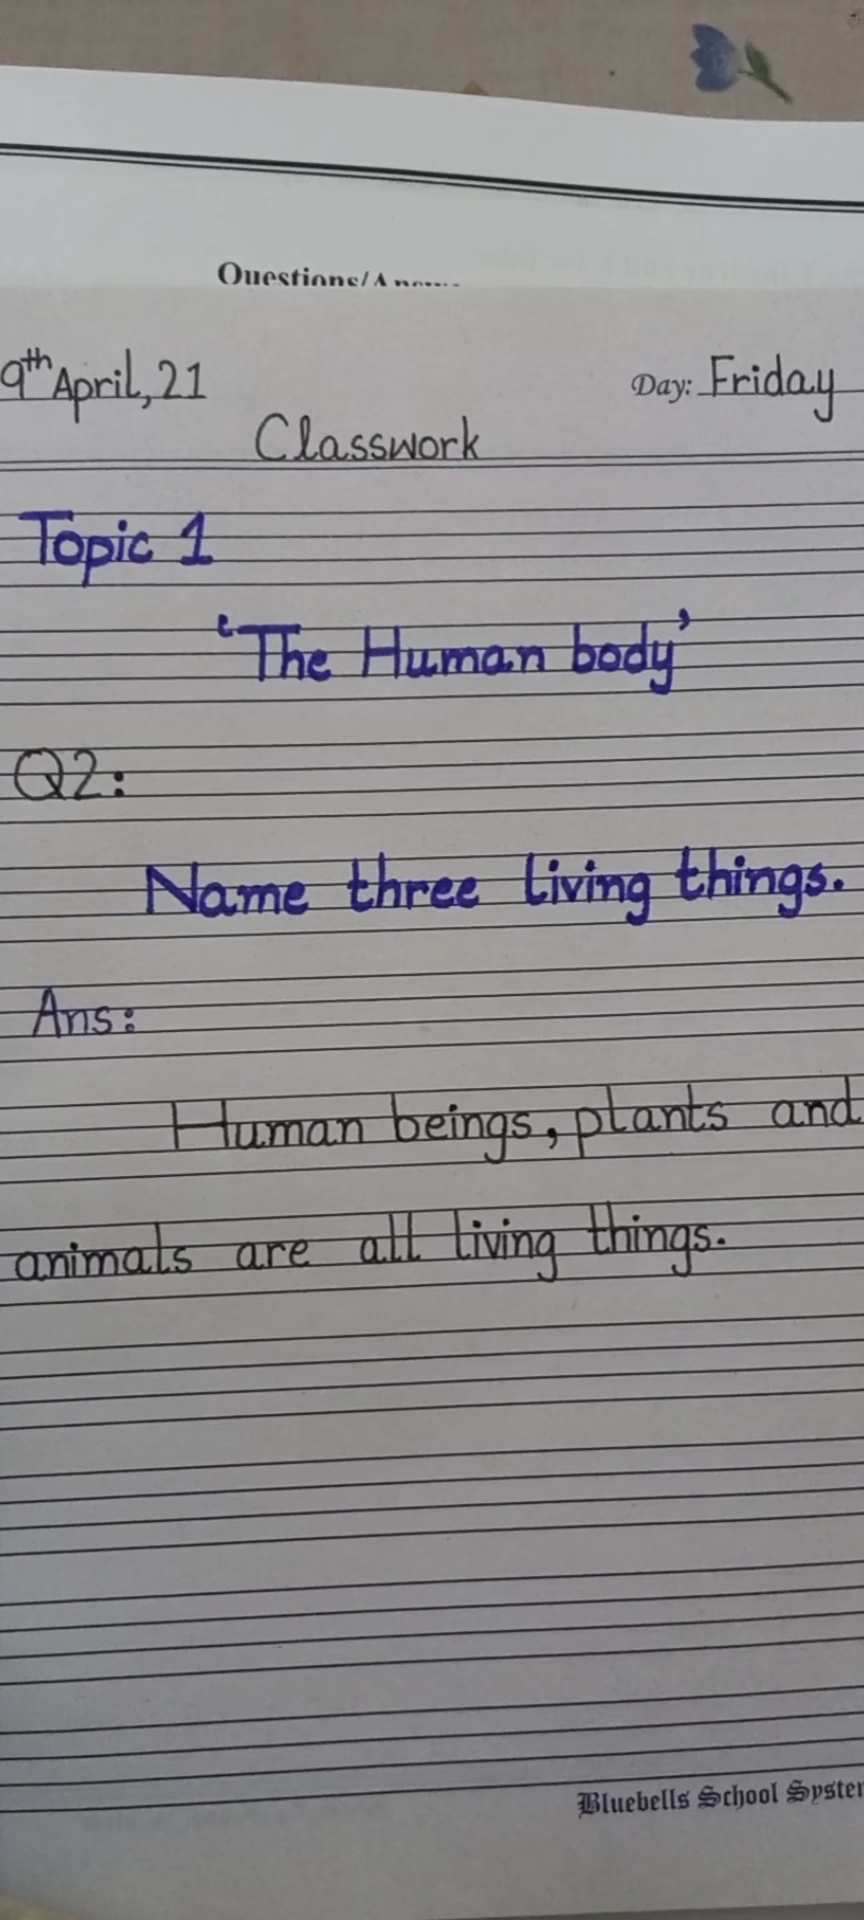 9th April, 21
Day: Friday
Classwork
Topic 1
‘The Human body’
Q2:
Name three living things.
Ans:
Human beings, plants and
animals are all living things.
Bluebells School